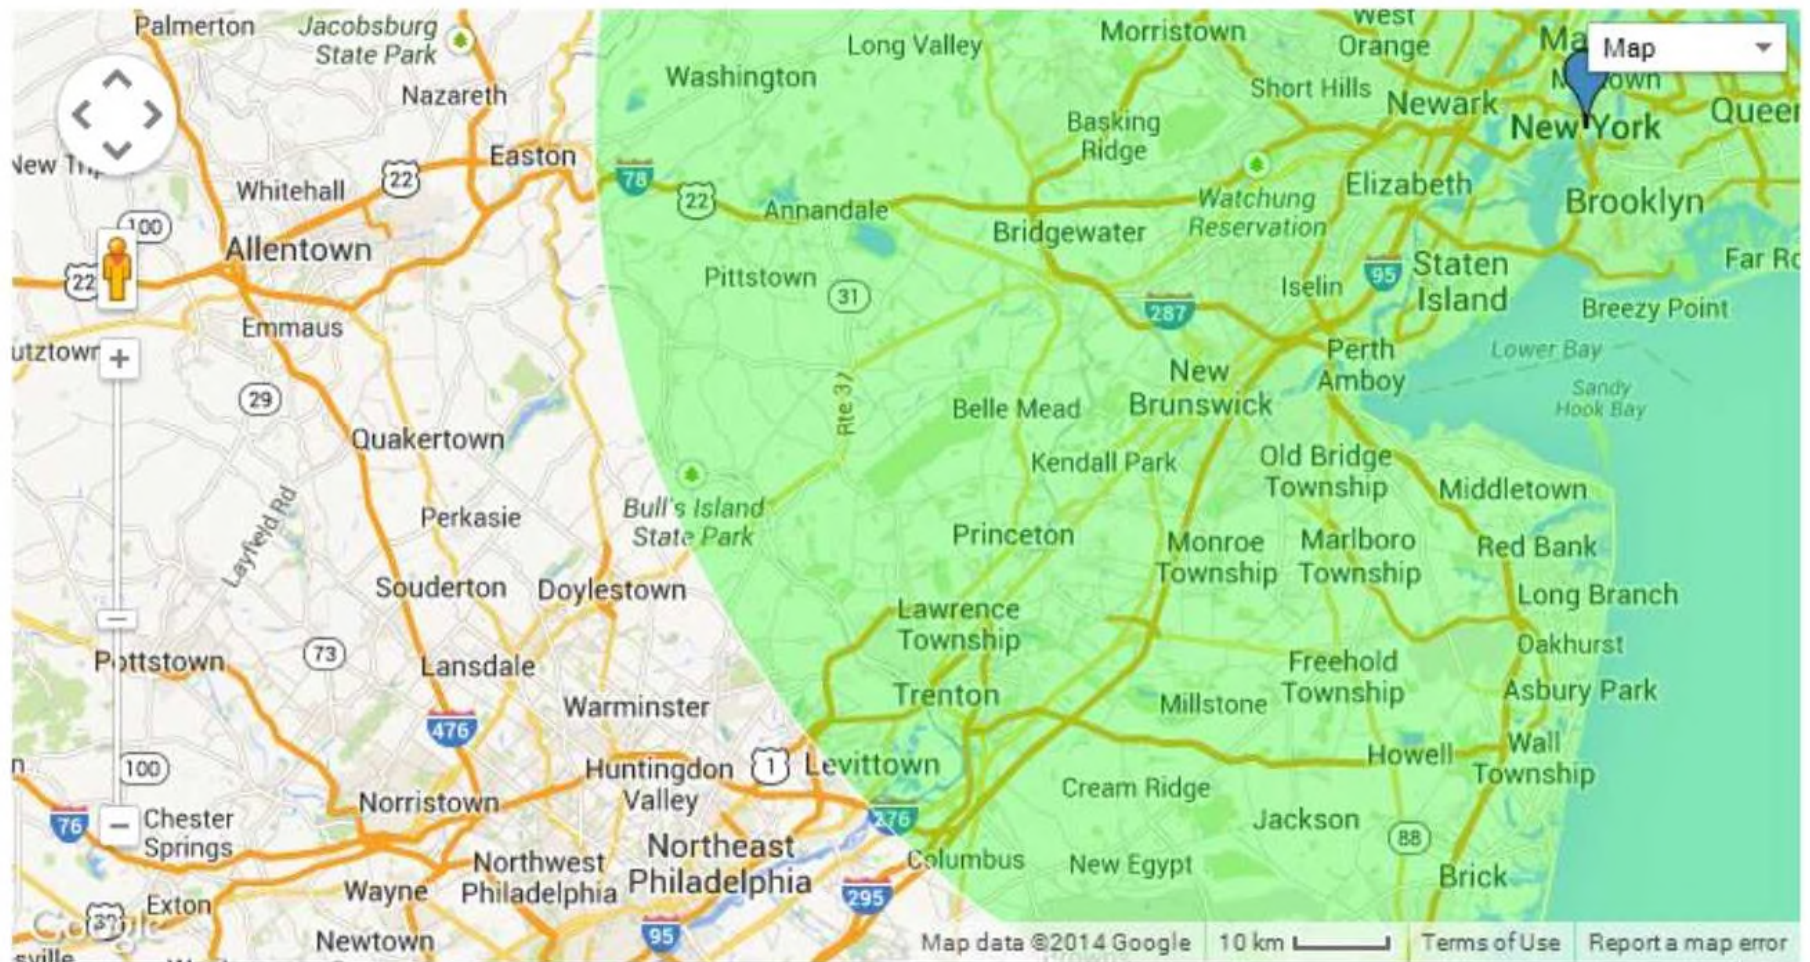 Palmerton
Jacobsburg
State Park
Nazareth
Easton
22
Whitehall
100
Allentown
22
Emmaus
29
Quakertown
Layfield Rd
Perkasie
Souderton
Doylestown
Pottstown
73
Lansdale
Warminster
476
100
Huntingdon
Valley
1
Levittown
Norristown
76
Chester
Springs
276
Northeast
Philadelphia
Northwest
Philadelphia
Wayne
295
Exton
95
Newtown
Google
sville
Long Valley
Morristown
West
Orange
Map
Washington
Short Hills
Newark
New York
Basking
Ridge
78
22
Annandale
Watchung
Reservation
Elizabeth
Brooklyn
Bridgewater
Pittstown
31
95
Staten
Island
Iselin
287
Breezy Point
Perth
Amboy
Lower Bay
New
Brunswick
Sandy
Hook Bay
Rte 31
Belle Mead
Kendall Park
Old Bridge
Township
Middletown
Bull's Island
State Park
Princeton
Monroe
Township
Marlboro
Township
Red Bank
Long Branch
Lawrence
Township
Oakhurst
Freehold
Township
Trenton
Millstone
Asbury Park
Howell
Wall
Township
Cream Ridge
Jackson
88
Columbus
New Egypt
Brick
Map data ©2014 Google
10 km
Terms of Use
Report a map error